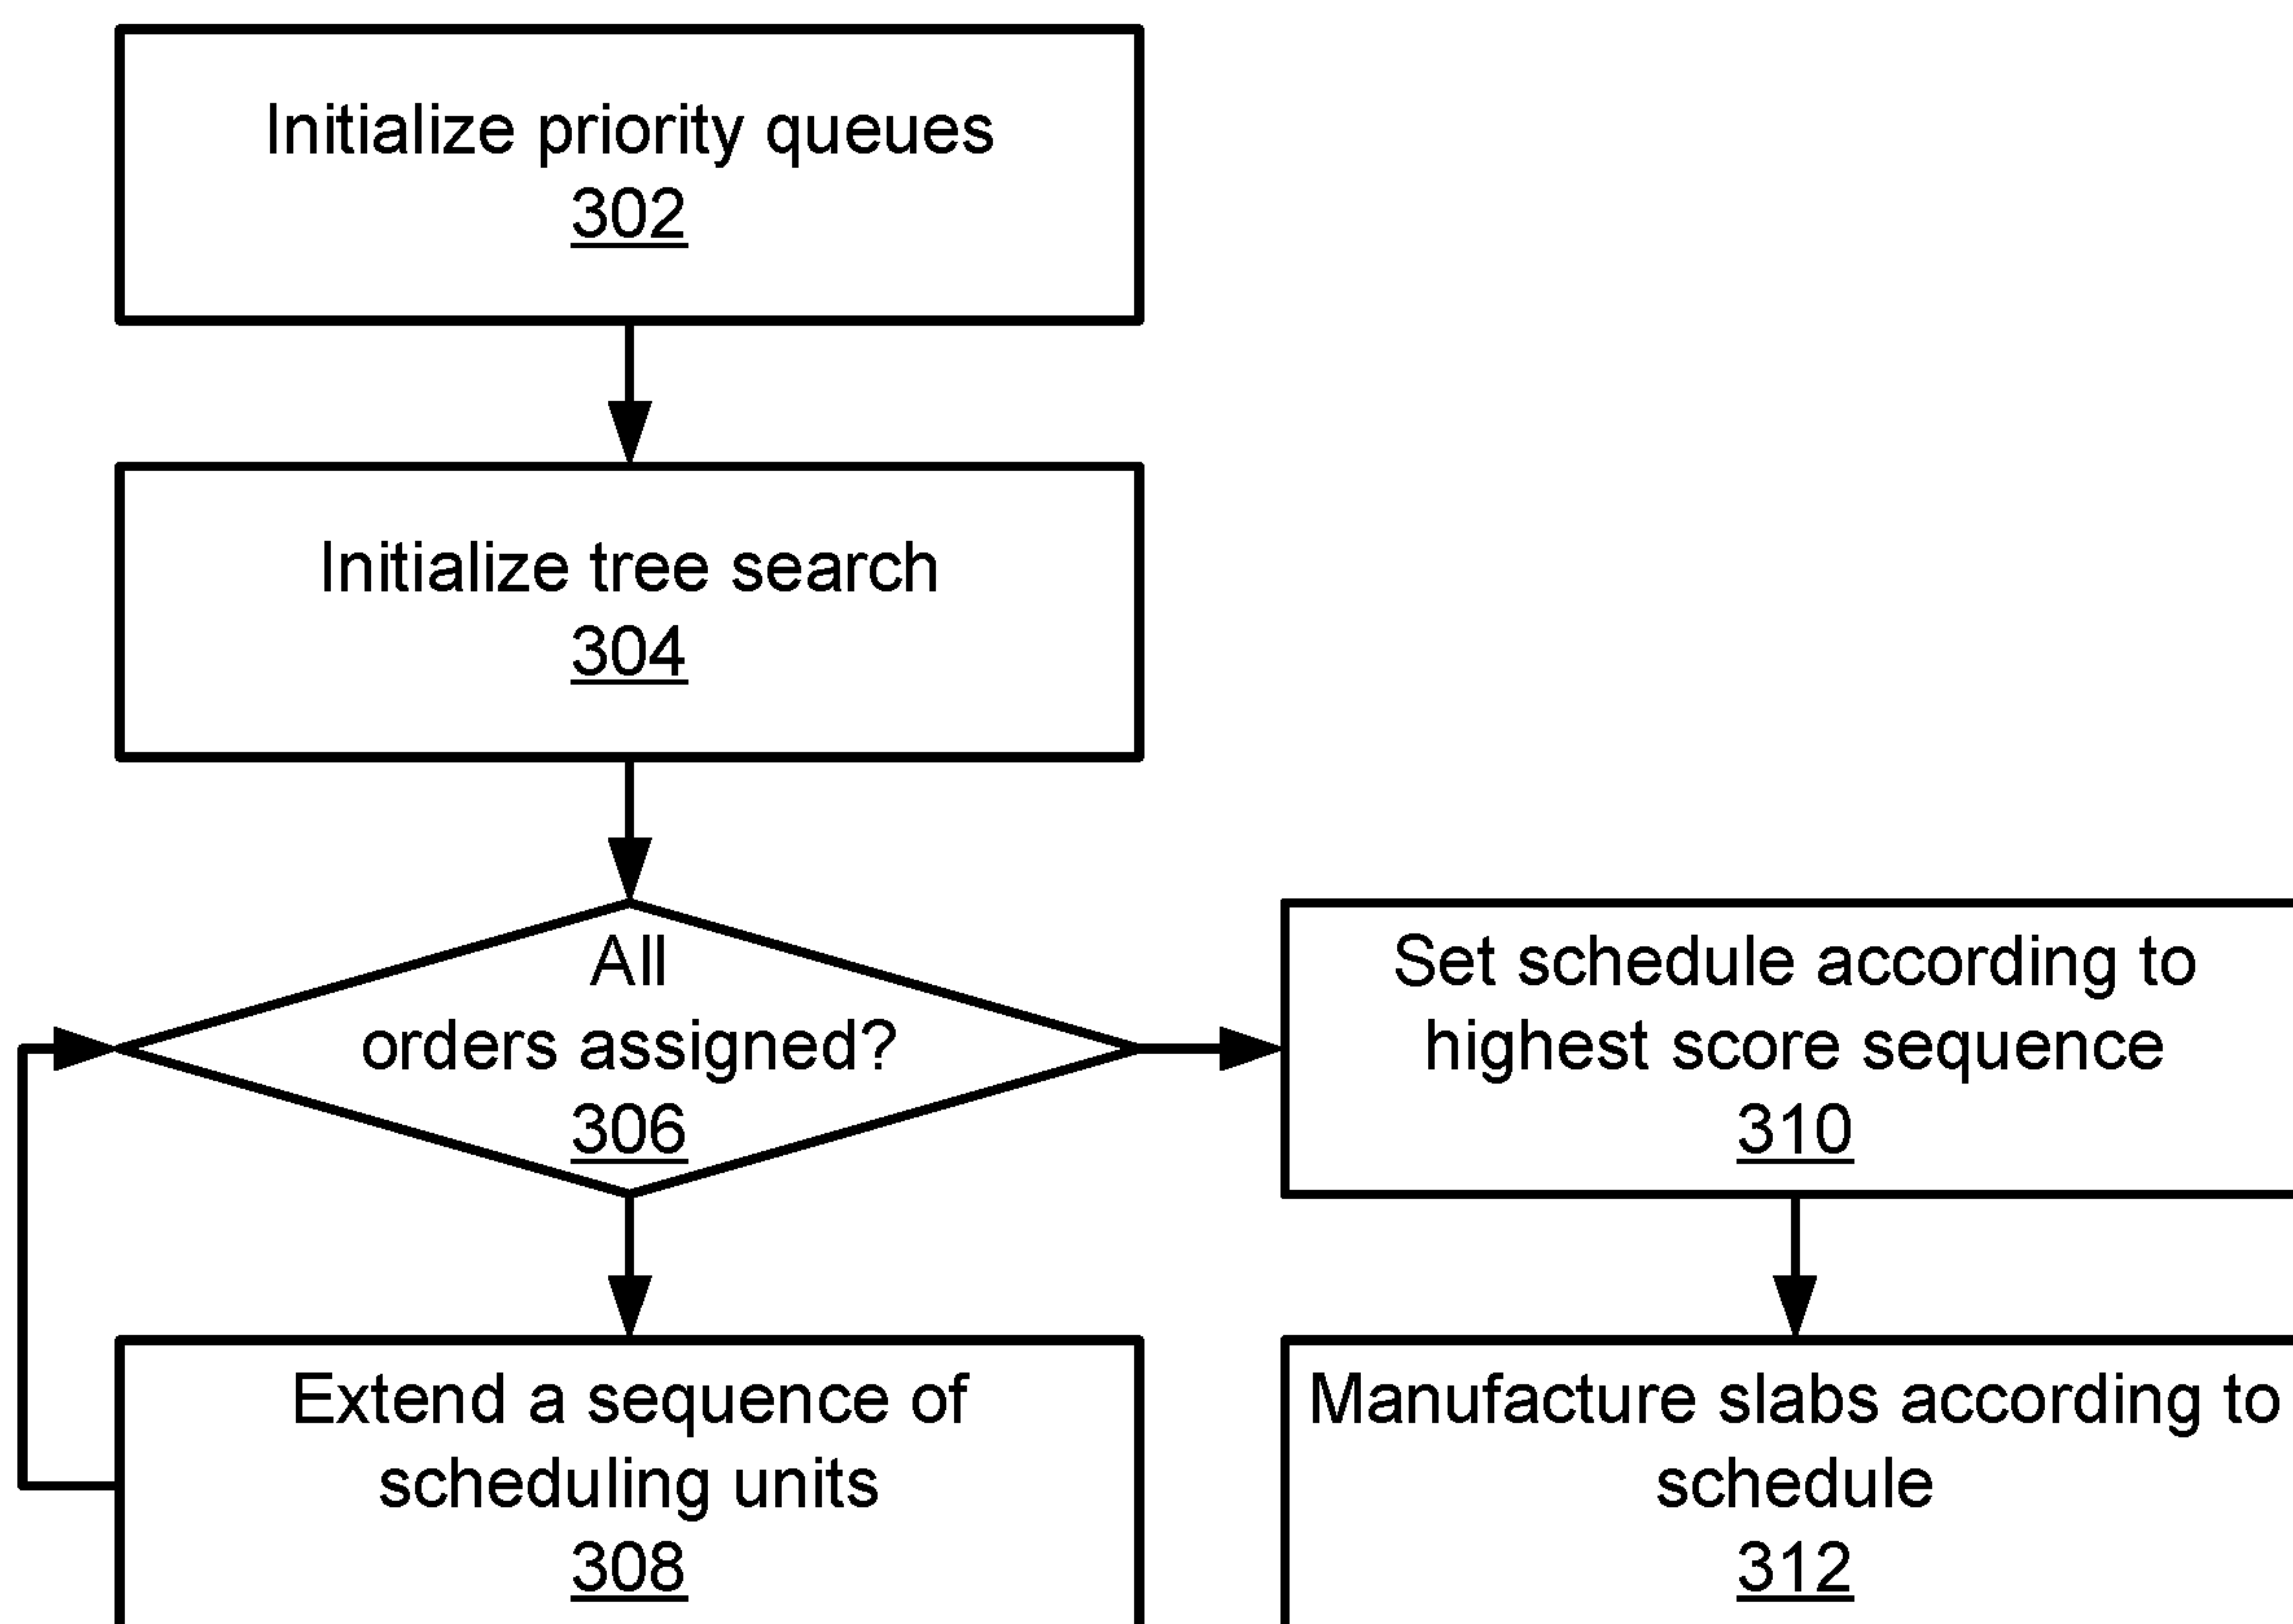 Initialize priority queues
302
Initialize tree search
304
All
orders assigned?
306
Extend a sequence of
scheduling units
308
Set schedule according to
highest score sequence
310
Manufacture slabs according to
schedule
312